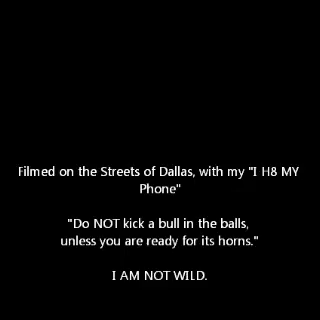 Filmed on the Streets of Dallas, with my "I H8 MY
Phone"
"Do NOT kick a bull in the balls,
unless you are ready for its horns."
I AM NOT WILD.